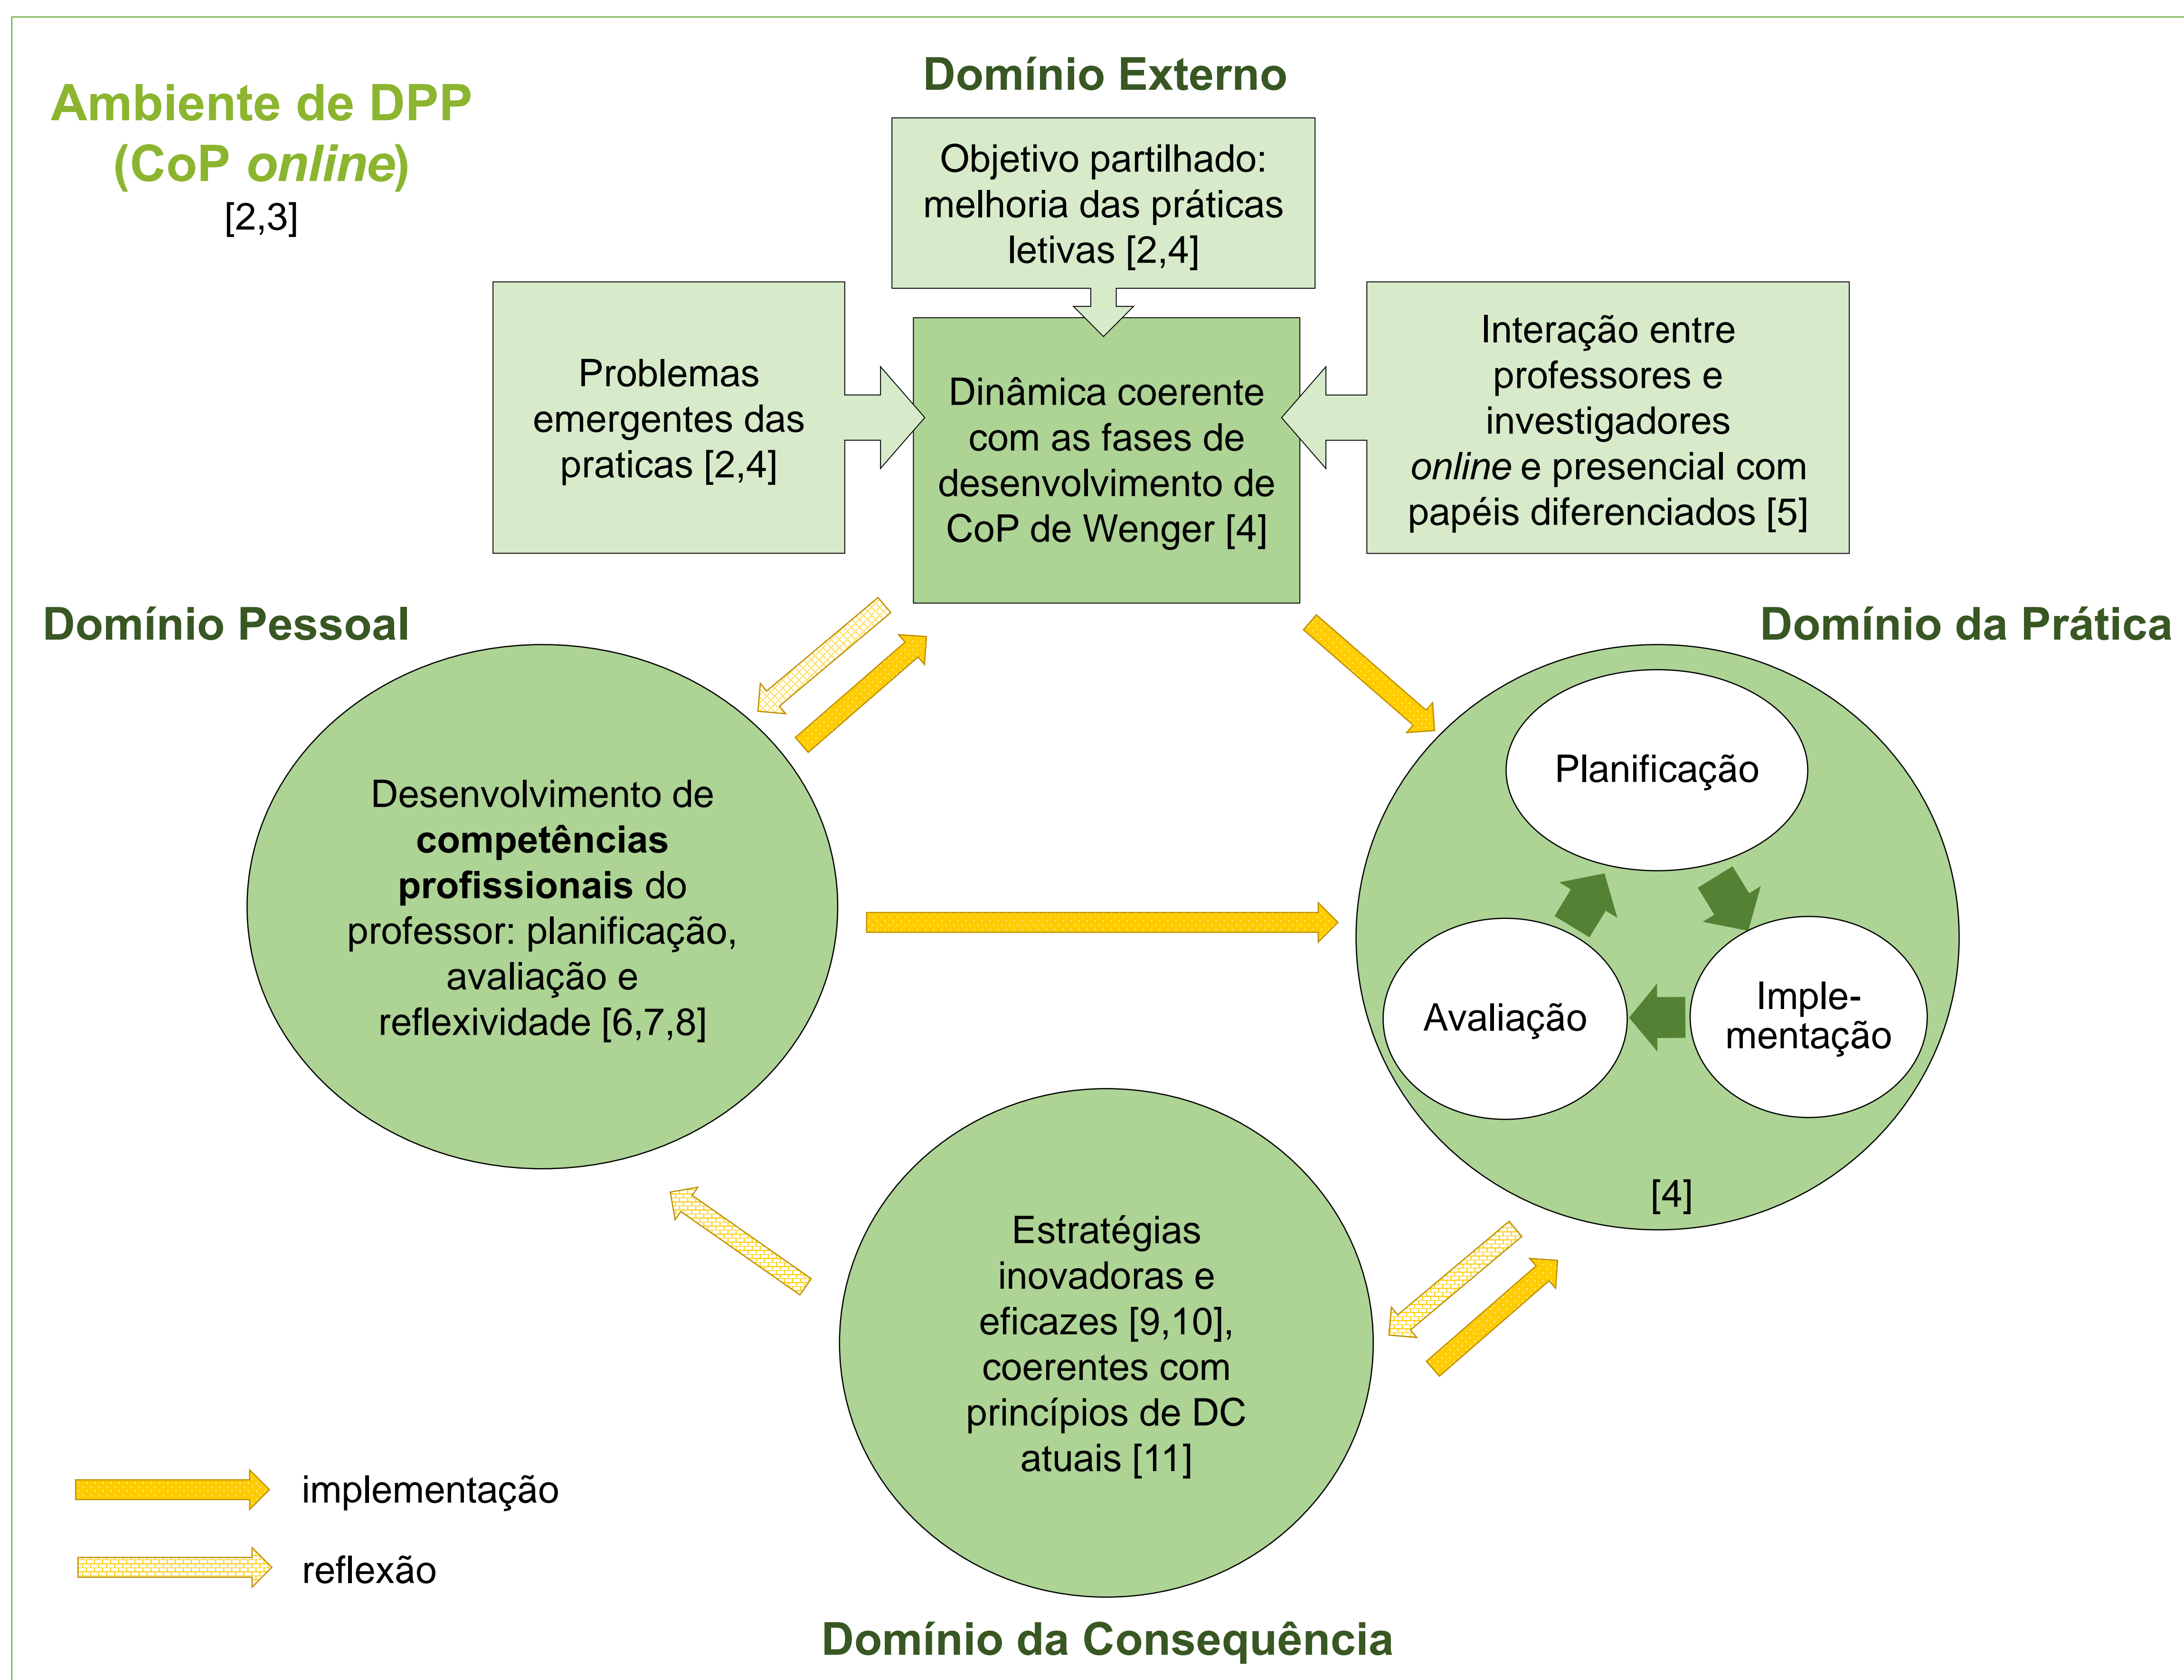 Ambiente de DPP
(CoP online)
[2,3]
Domínio Externo
Objetivo partilhado:
melhoria das práticas
letivas [2,4]
Problemas
emergentes das
praticas [2,4]
Dinâmica coerente
com as fases de
desenvolvimento de
CoP de Wenger [4]
Interação entre
professores e
investigadores
online e presencial com
papéis diferenciados [5]
Domínio Pessoal
Desenvolvimento de
competências
profissionais do
professor: planificação,
avaliação e
reflexividade [6,7,8]
Domínio da Prática
Planificação
Avaliação
Imple-
mentação
[4]
Estratégias
inovadoras e
eficazes [9,10],
coerentes com
princípios de DC
atuais [11]
Domínio da Consequência
implementação
reflexão